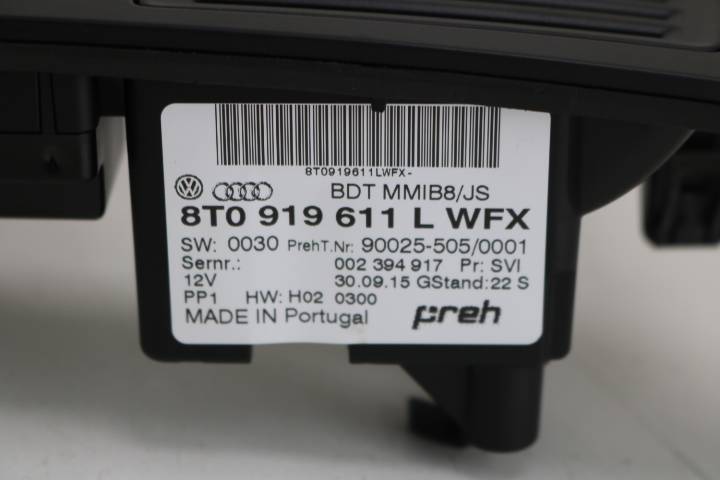 8T0919611LWFX-
BDT MMIB8/JS
8T0 919 611 L WFX
SW: 0030 PrehT.Nr: 90025-505/0001
Sernr.: 002 394 917 Pr: SVI
12V 30.09.15 GStand:22 S
PP1 HW: H02 0300
MADE IN Portugal preh